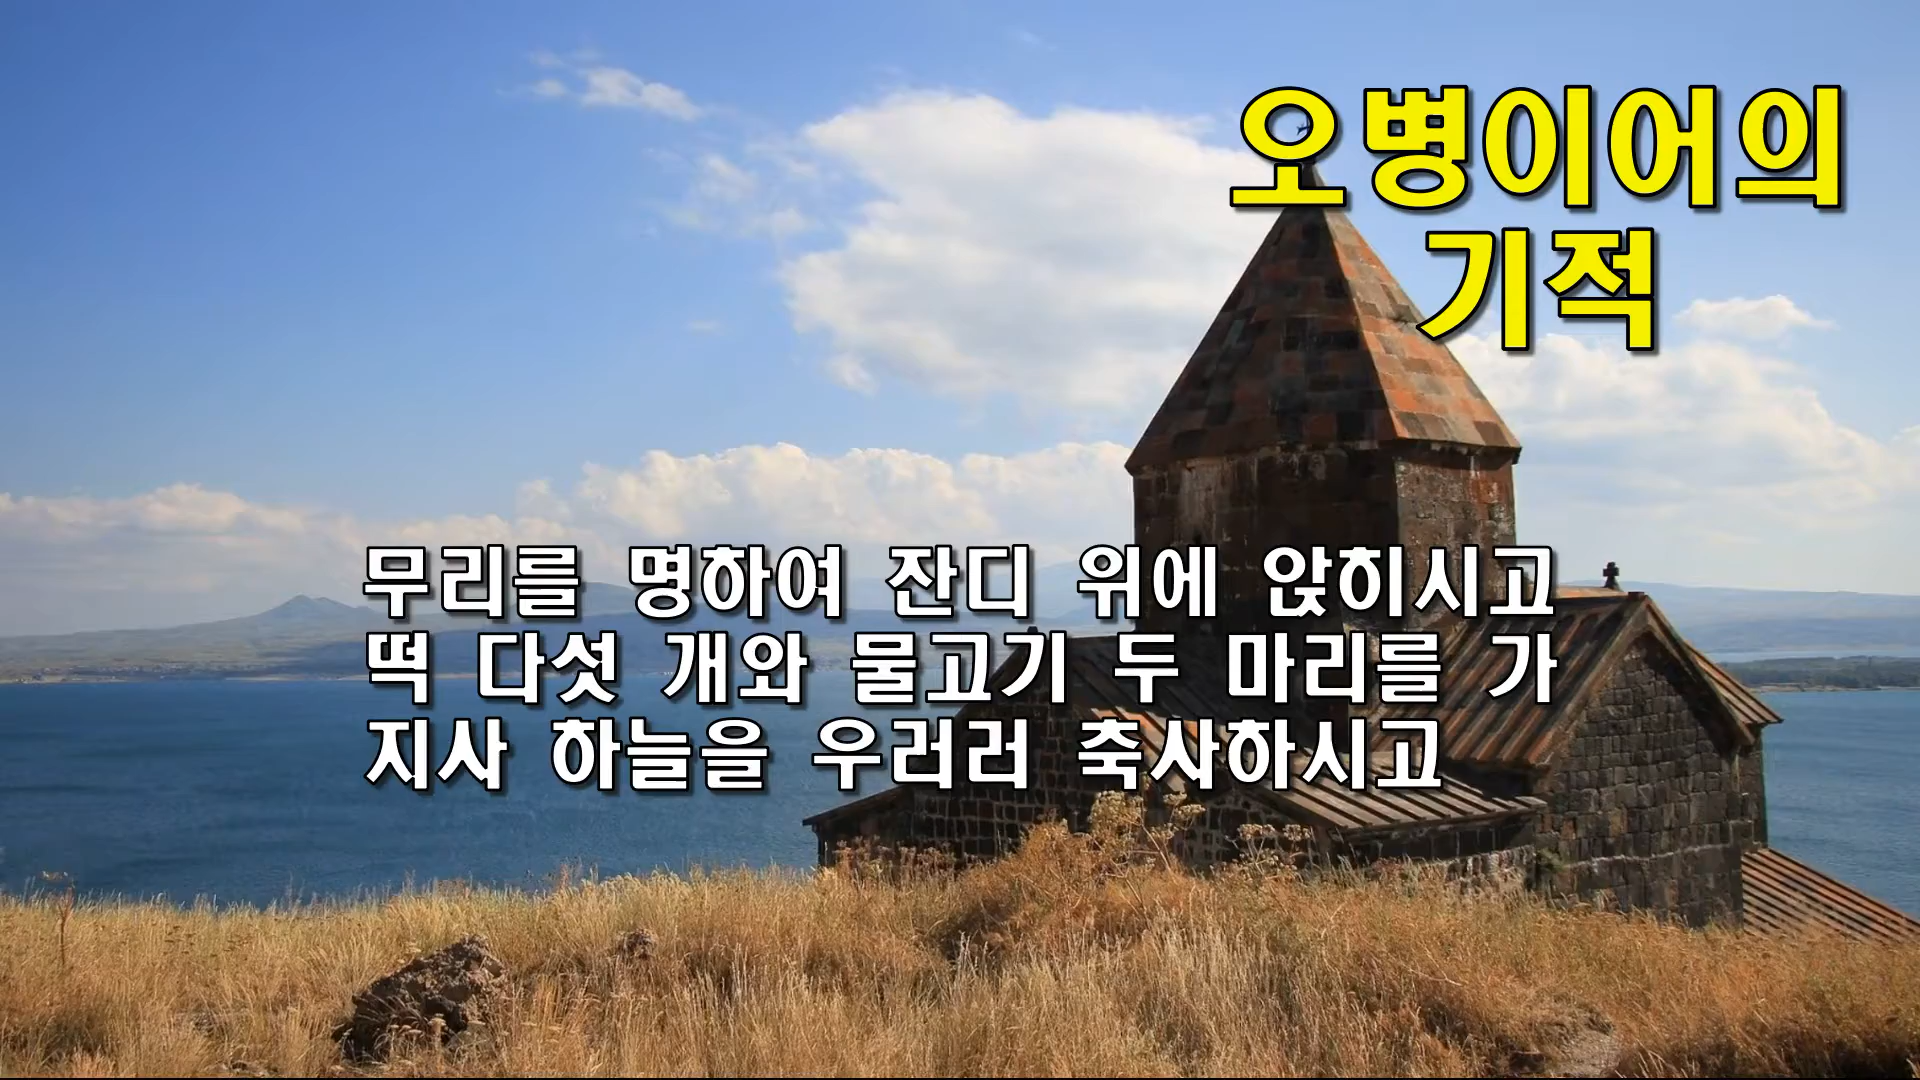 오병이어의
기적
무리를 명하여 잔디 위에 앉히시고
떡 다섯 개와 물고기 두 마리를 가
지사 하늘을 우러러 축사하시고